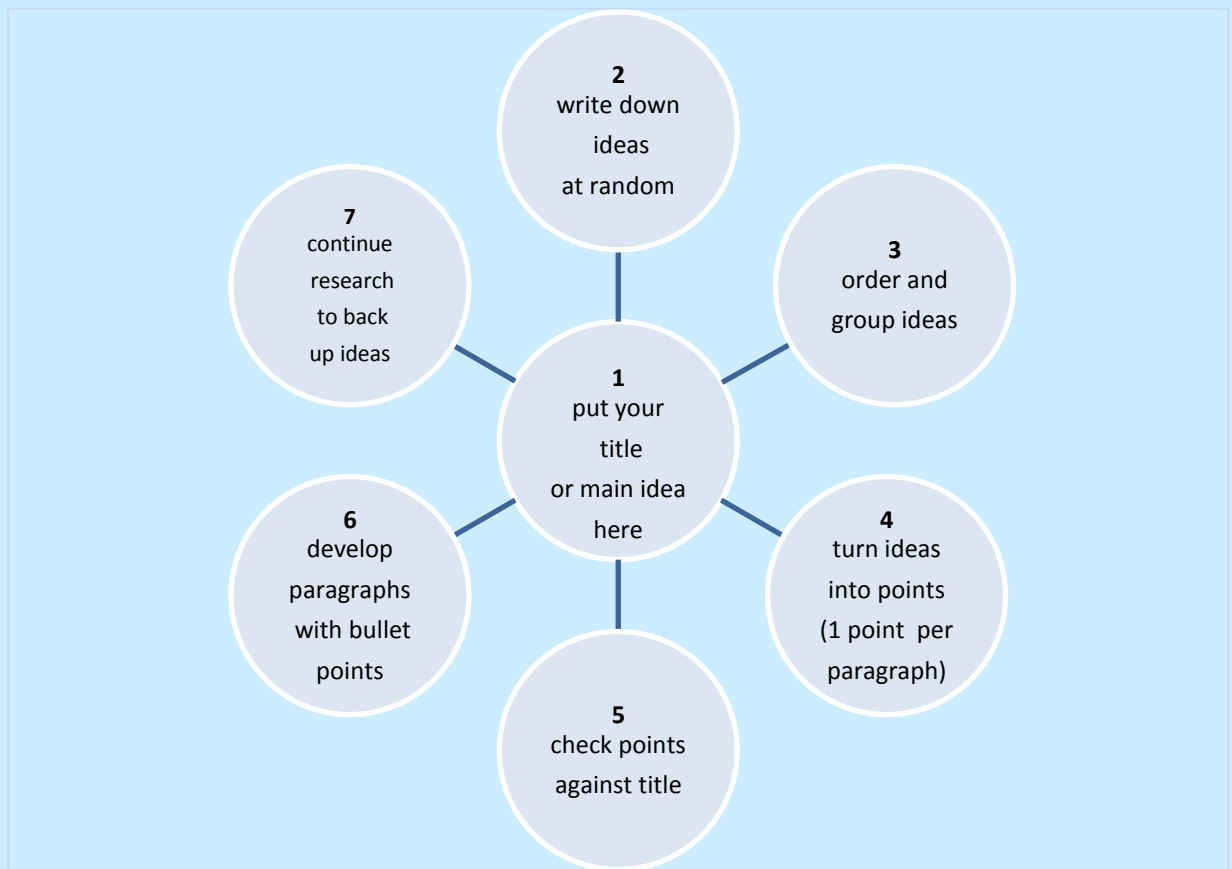 1
put your
title
or main idea
here
2
write down
ideas
at random
3
order and
group ideas
4
turn ideas
into points
(1 point  per
paragraph)
5
check points
against title
6
develop
paragraphs
with bullet
points
7
continue
research
to back
up ideas